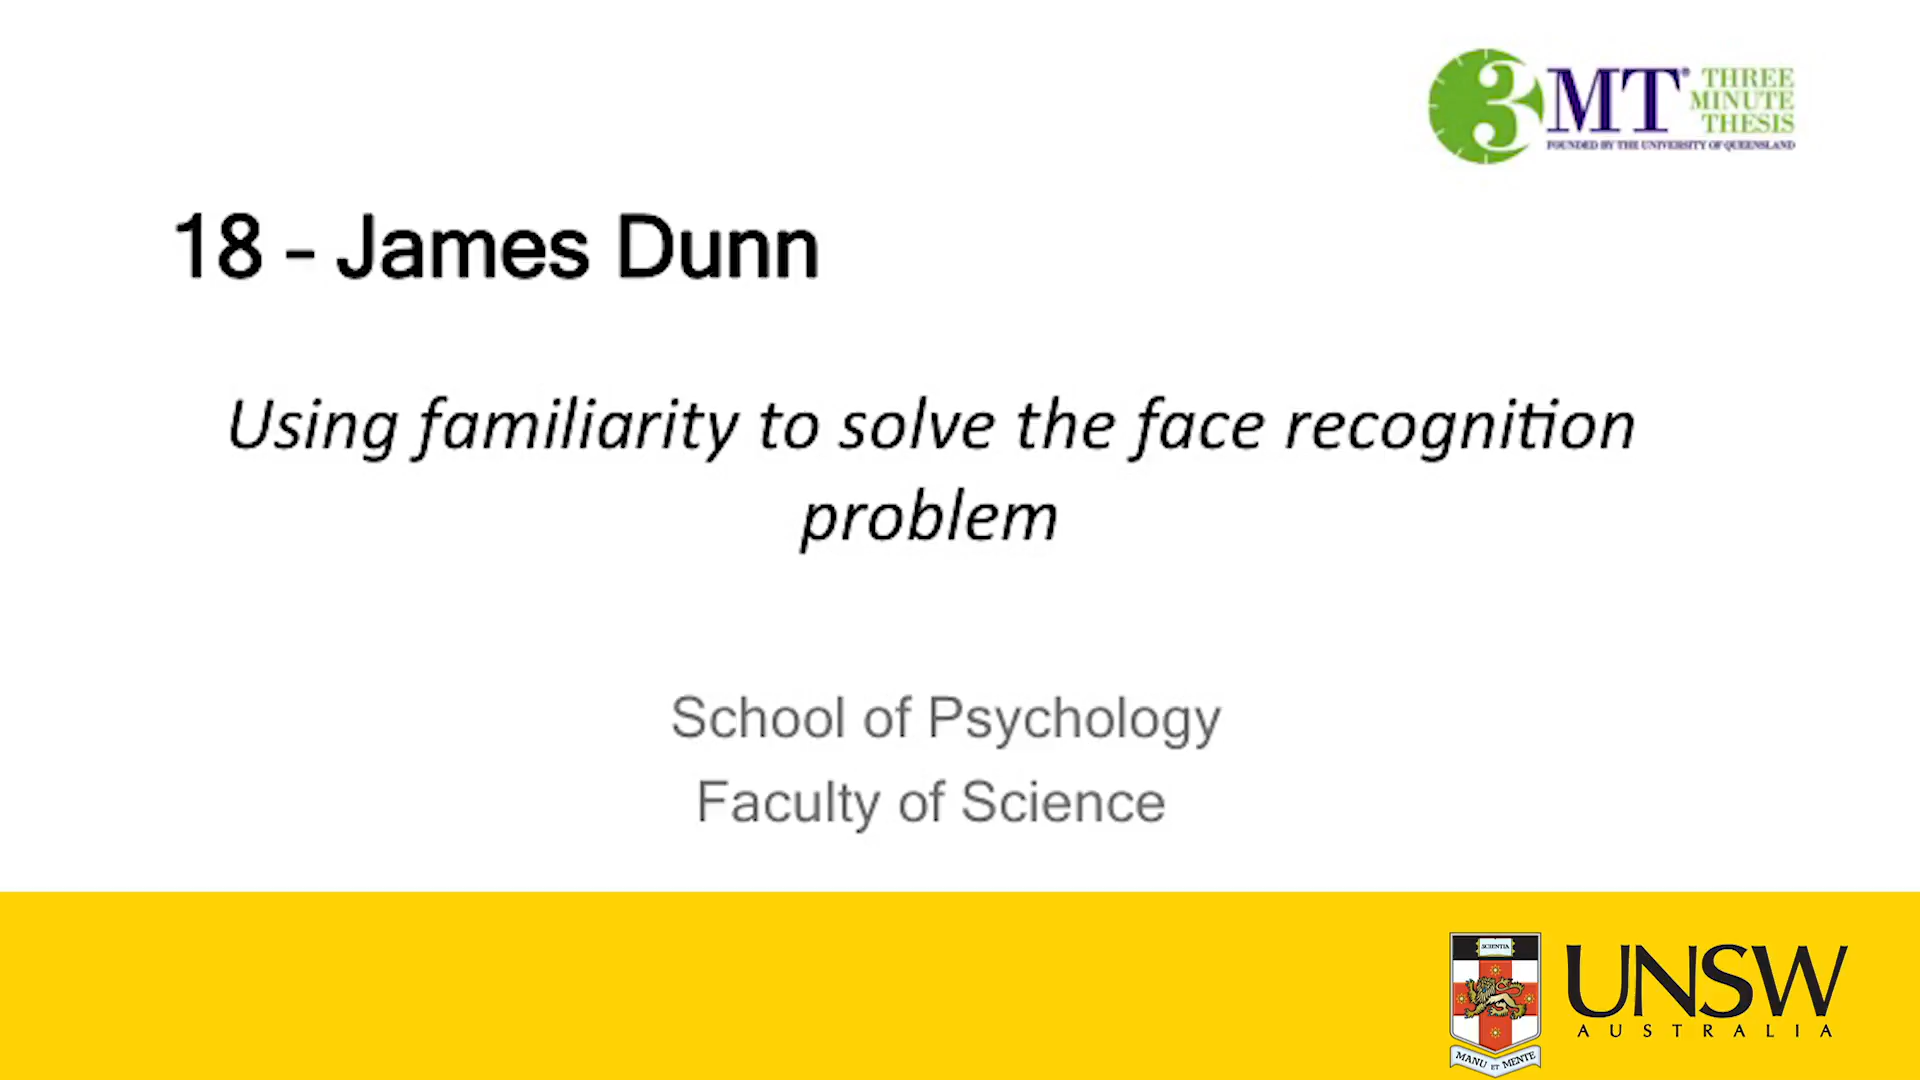 3MT® THREE
MINUTE
THESIS
FOUNDED BY THE UNIVERSITY OF QUEENSLAND
18 - James Dunn
Using familiarity to solve the face recognition
problem
School of Psychology
Faculty of Science
SCIENTIA
UNSW
AUSTRALIA
MANU ET MENTE